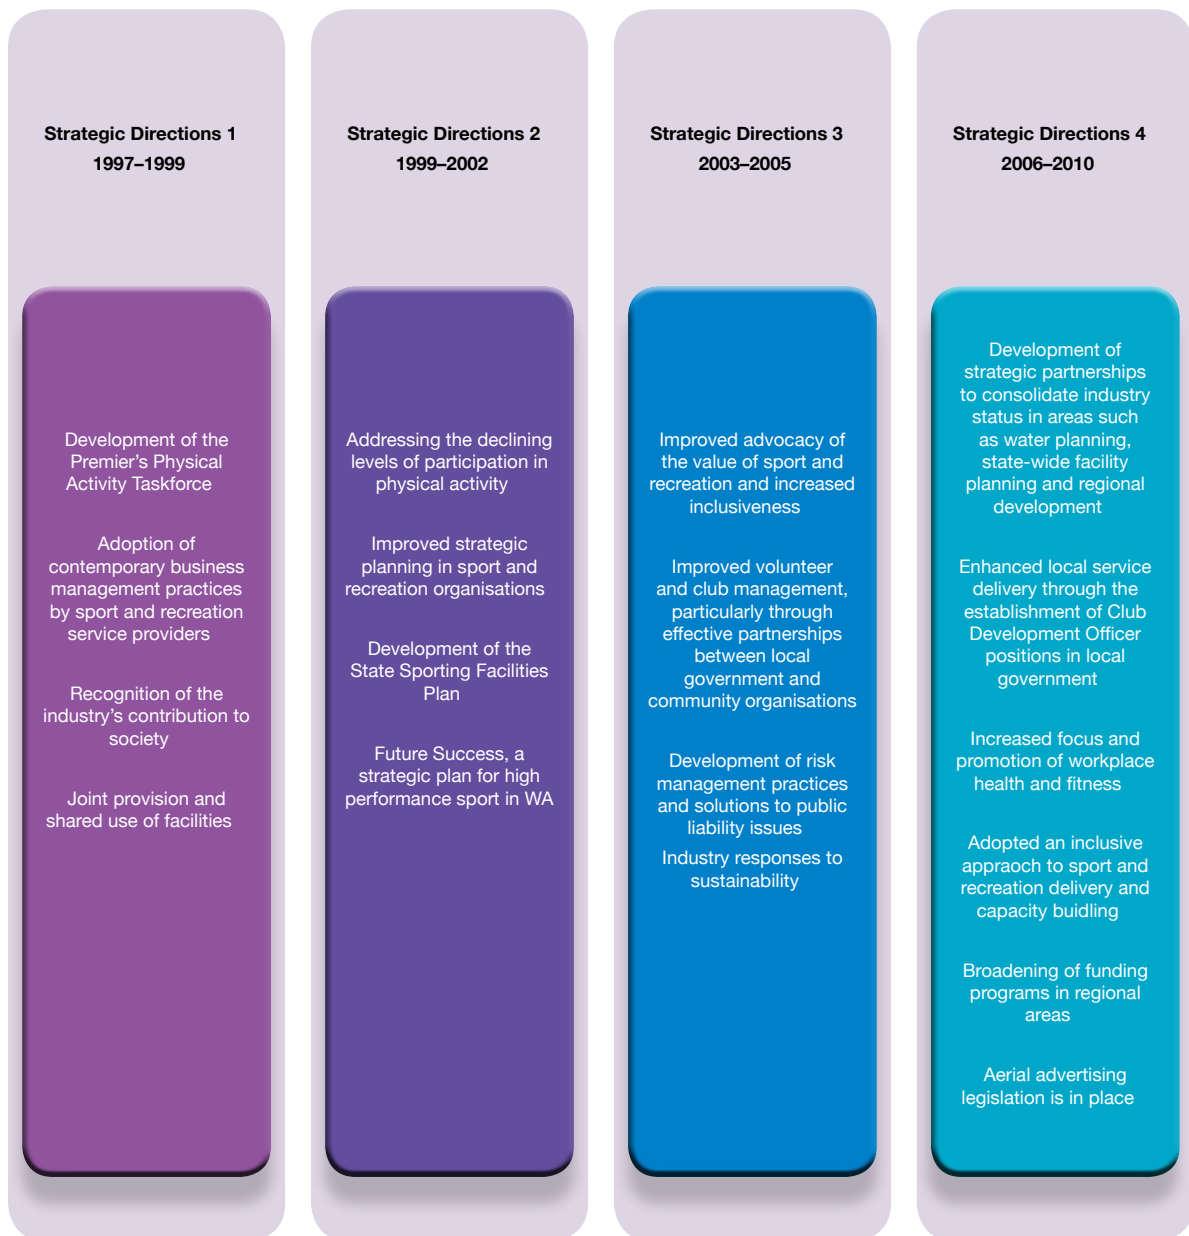 Strategic Directions 1
1997–1999
Development of the
Premier’s Physical
Activity Taskforce
Adoption of
contemporary business
management practices
by sport and recreation
service providers
Recognition of the
industry’s contribution to
society
Joint provision and
shared use of facilities
Strategic Directions 2
1999–2002
Addressing the declining
levels of participation in
physical activity
Improved strategic
planning in sport and
recreation organisations
Development of the
State Sporting Facilities
Plan
Future Success, a
strategic plan for high
performance sport in WA
Strategic Directions 3
2003–2005
Improved advocacy of
the value of sport and
recreation and increased
inclusiveness
Improved volunteer
and club management,
particularly through
effective partnerships
between local
government and
community organisations
Development of risk
management practices
and solutions to public
liability issues
Industry responses to
sustainability
Strategic Directions 4
2006–2010
Development of
strategic partnerships
to consolidate industry
status in areas such
as water planning,
state-wide facility
planning and regional
development
Enhanced local service
delivery through the
establishment of Club
Development Officer
positions in local
government
Increased focus and
promotion of workplace
health and fitness
Adopted an inclusive
appraoch to sport and
recreation delivery and
capacity buidling
Broadening of funding
programs in regional
areas
Aerial advertising
legislation is in place